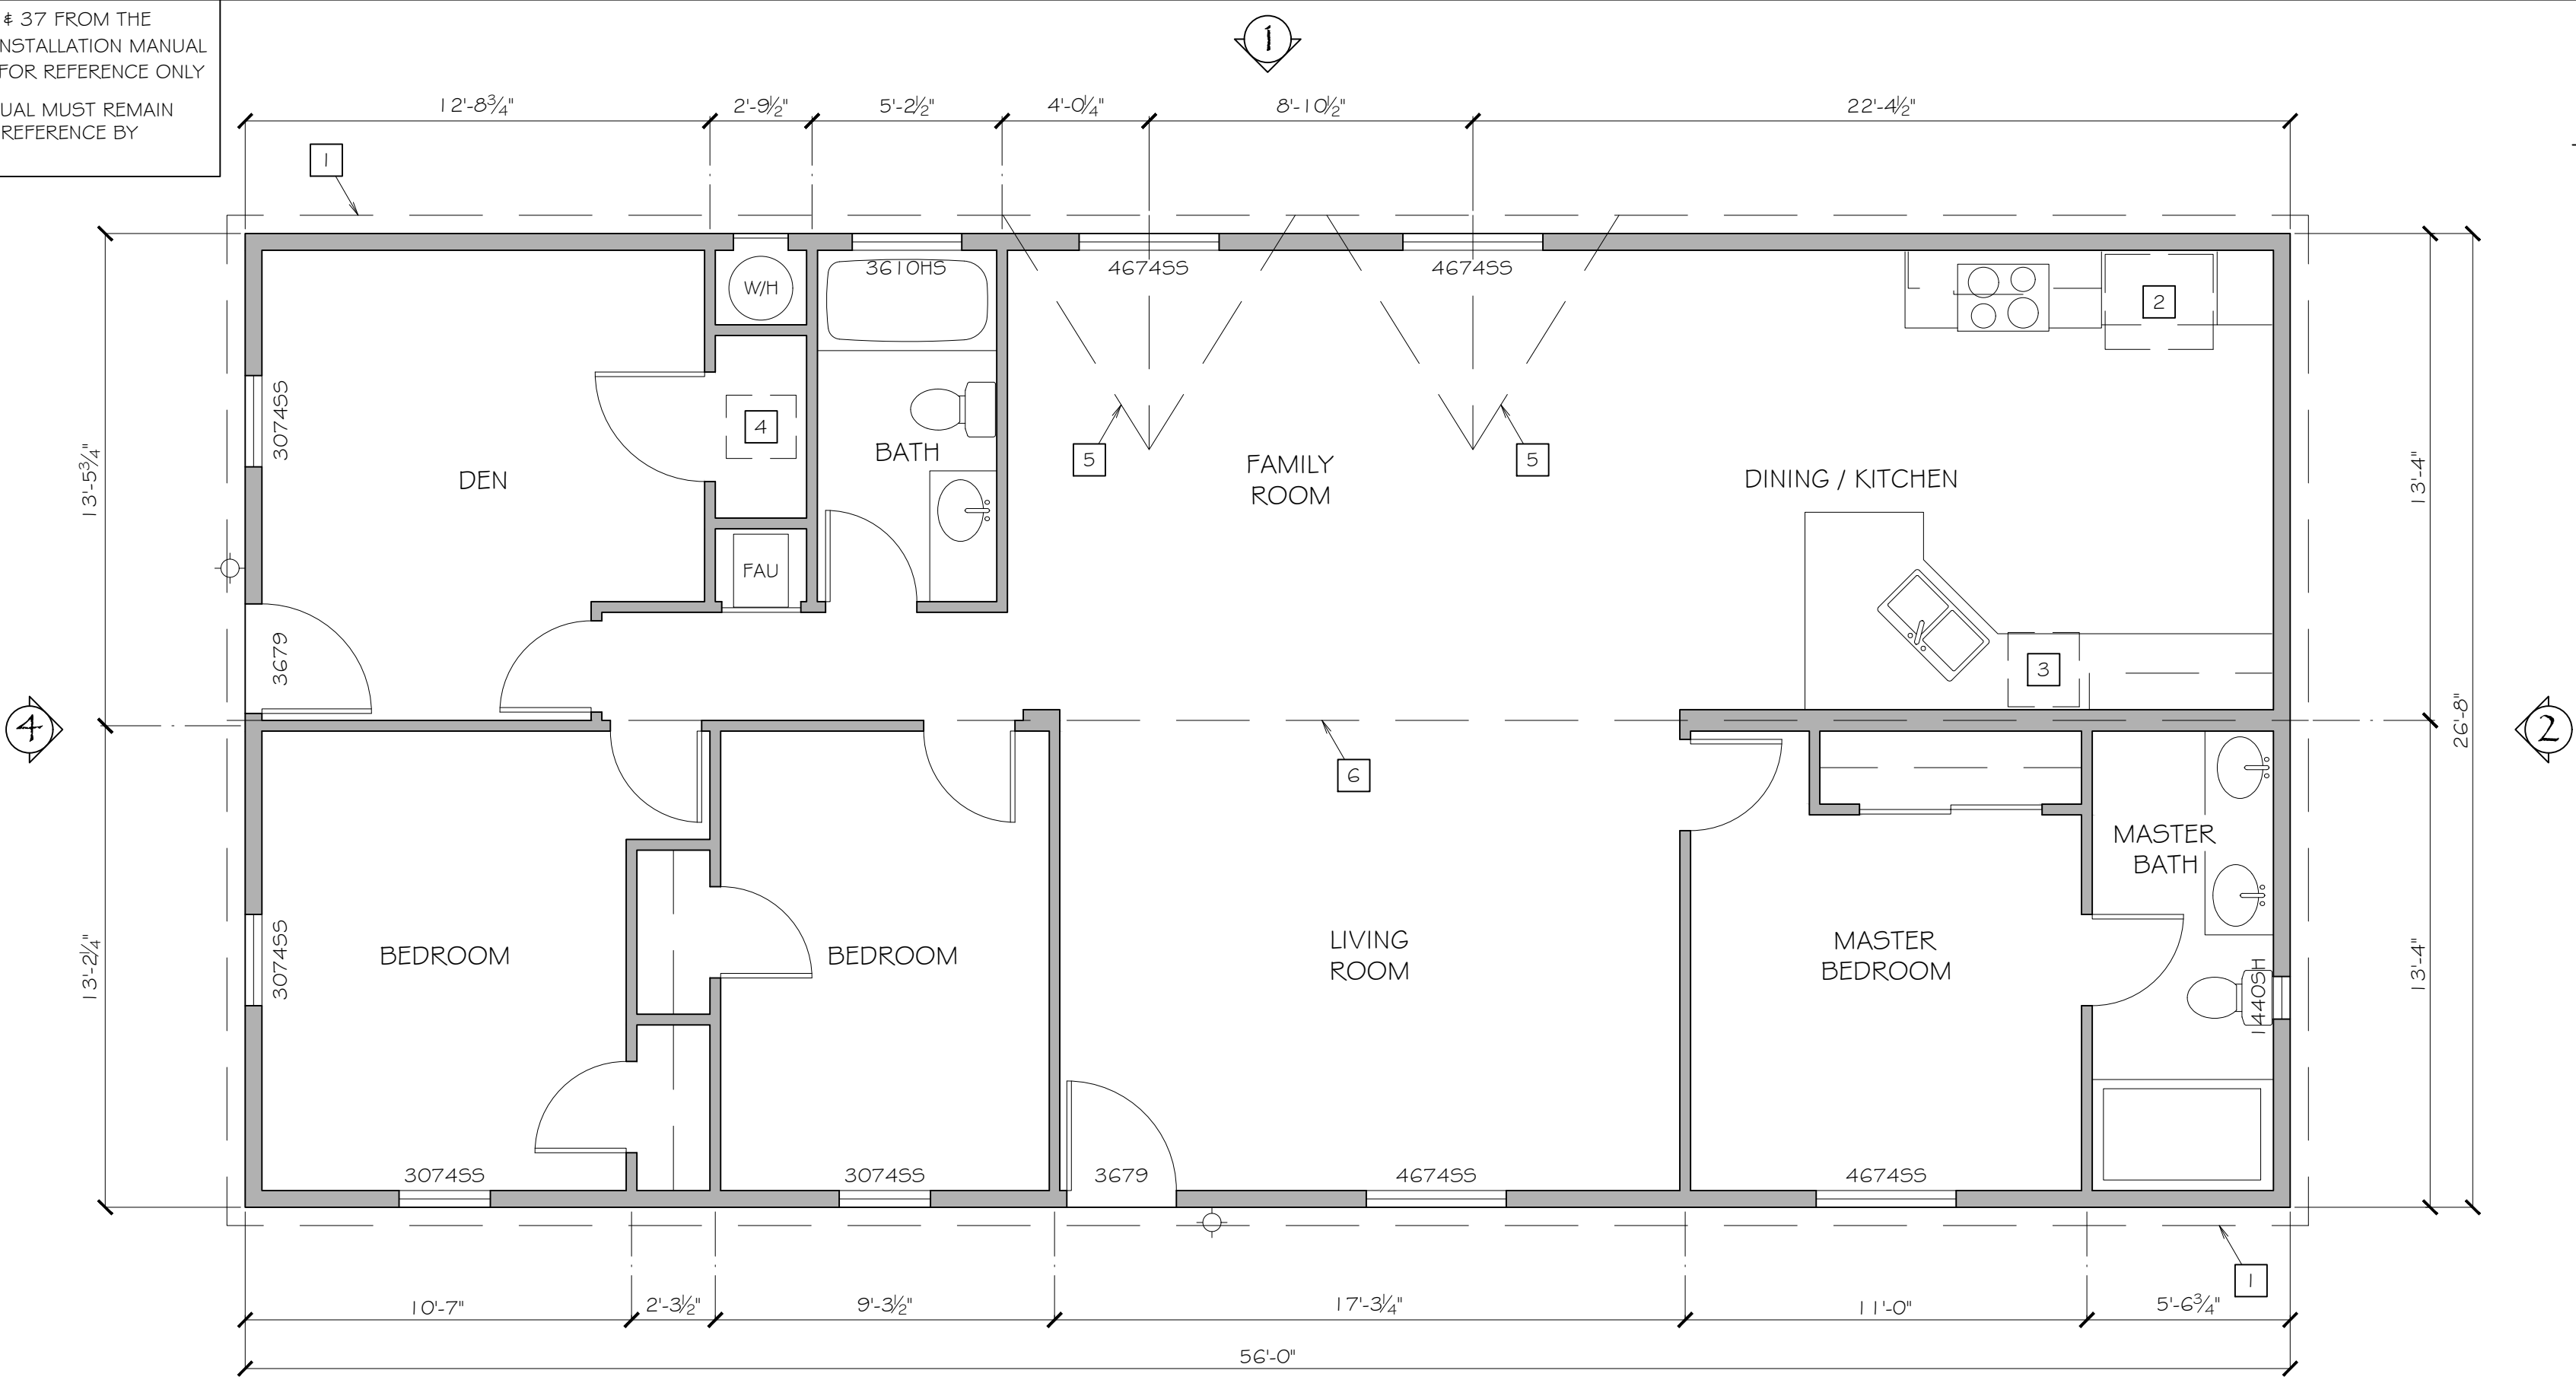 & 37 FROM THE
INSTALLATION MANUAL
FOR REFERENCE ONLY
UAL MUST REMAIN
REFERENCE BY
1
12'-8¾"
2'-9½"
5'-2½"
4'-0¼"
8'-10½"
22'-4½"
1
3610HS
4674SS
4674SS
W/H
2
3074SS
4
BATH
5
5
FAMILY
ROOM
DINING / KITCHEN
DEN
13'-5¾"
13'-4"
FAU
3679
3
4
2
26'-8"
6
MASTER
BATH
3074SS
BEDROOM
BEDROOM
LIVING
ROOM
MASTER
BEDROOM
1440SH
13'-2¼"
13'-4"
3074SS
3074SS
3679
4674SS
4674SS
1
10'-7"
2'-3½"
9'-3½"
17'-3¼"
11'-0"
5'-6¾"
56'-0"